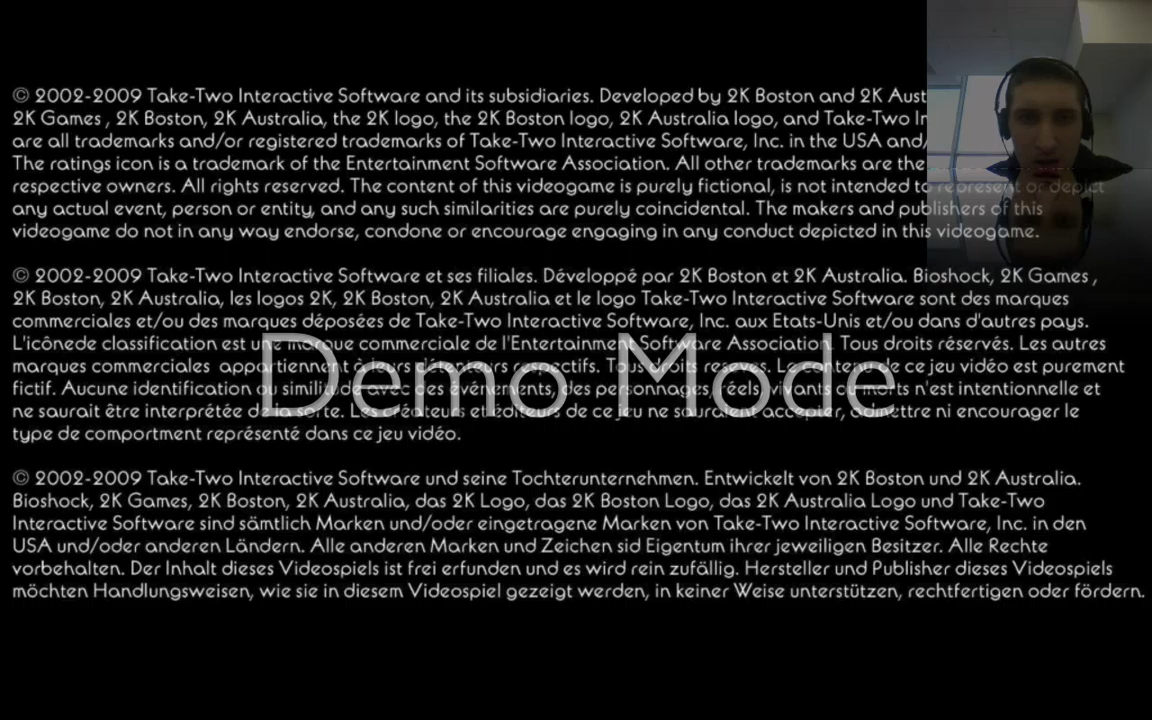 © 2002-2009 Take-Two Interactive Software and its subsidiaries. Developed by 2K Boston and 2K
2K Games , 2K Boston, 2K Australia, the 2K logo, the 2K Boston logo, 2K Australia logo, and Take-Two
are all trademarks and/or registered trademarks of Take-Two Interactive Software, Inc. in the USA and/
The ratings icon is a trademark of the Entertainment Software Association. All other trademarks are the
respective owners. All rights reserved. The content of this videogame is purely fictional, is not intended to represent or depict
any actual event, person or entity, and any such similarities are purely coincidental. The makers and publishers of this
videogame do not in any way endorse, condone or encourage engaging in any conduct depicted in this videogame.
© 2002-2009 Take-Two Interactive Software et ses filiales. Développé par 2K Boston et 2K Australia. Bioshock, 2K Games ,
2K Boston, 2K Australia, les logos 2K, 2K Boston, 2K Australia et le logo Take-Two Interactive Software sont des marques
commerciales et/ou des marques déposées de Take-Two Interactive Software, Inc. aux Etats-Unis et/ou dans d'autres pays.
L'icônede classification est une marque commerciale de l'Entertainment Software Association. Tous droits réservés. Les autres
marques commerciales appartiennent à leurs détenteurs respectifs. Tous droits reserves. Le contenu de ce jeu vidéo est purement
fictif. Aucune identification ou similitude avec des événements, des personnages, réels, vivants ou morts n'est intentionnelle et
ne saurait être interprétée de la sorte. Les créateurs et éditeurs de ce jeu ne sauraient accepter, admettre ni encourager le
type de comportment représenté dans ce jeu vidéo.
Demo Mode
© 2002-2009 Take-Two Interactive Software und seine Tochterunternehmen. Entwickelt von 2K Boston und 2K Australia.
Bioshock, 2K Games, 2K Boston, 2K Australia, das 2K Logo, das 2K Boston Logo, das 2K Australia Logo und Take-Two
Interactive Software sind sämtlich Marken und/oder eingetragene Marken von Take-Two Interactive Software, Inc. in den
USA und/oder anderen Ländern. Alle anderen Marken und Zeichen sid Eigentum ihrer jeweiligen Besitzer. Alle Rechte
vorbehalten. Der Inhalt dieses Videospiels ist frei erfunden und es wird rein zufällig. Hersteller und Publisher dieses Videospiels
möchten Handlungsweisen, wie sie in diesem Videospiel gezeigt werden, in keiner Weise unterstützen, rechtfertigen oder fördern.